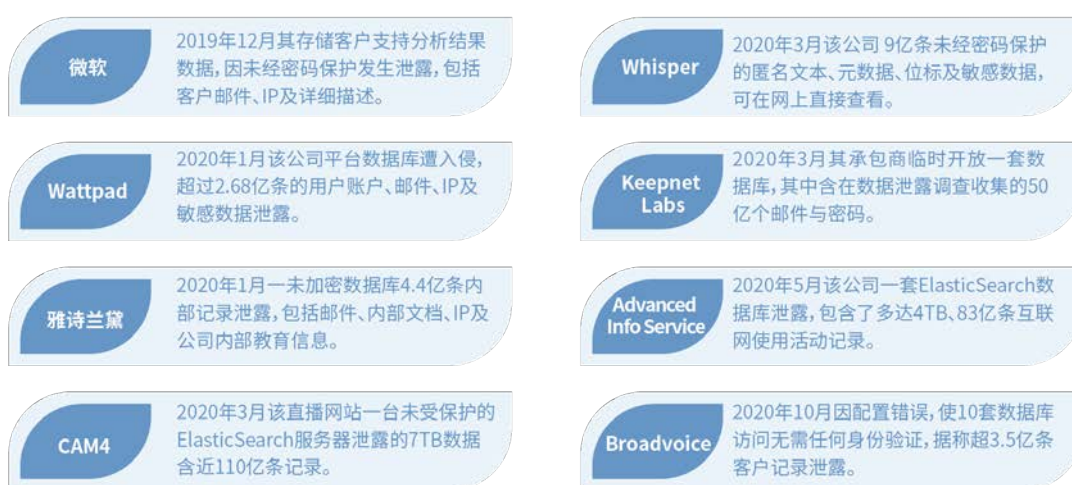 微软
2019年12月其存储客户支持分析结果
数据,因未经密码保护发生泄露,包括
客户邮件、IP及详细描述。
Wattpad
2020年1月该公司平台数据库遭入侵,
超过2.68亿条的用户账户、邮件、IP及
敏感数据泄露。
雅诗兰黛
2020年1月一未加密数据库4.4亿条内
部记录泄露,包括邮件、内部文档、IP及
公司内部教育信息。
CAM4
2020年3月该直播网站一台未受保护的
ElasticSearch服务器泄露的7TB数据
含近110亿条记录。
Whisper
2020年3月该公司 9亿条未经密码保护
的匿名文本、元数据、位标及敏感数据,
可在网上直接查看。
Keepnet
Labs
2020年3月其承包商临时开放一套数
据库,其中含在数据泄露调查收集的50
亿个邮件与密码。
Advanced
Info Service
2020年5月该公司一套ElasticSearch数
据库泄露,包含了多达4TB、83亿条互联
网使用活动记录。
Broadvoice
2020年10月因配置错误,使10套数据库
访问无需任何身份验证,据称超3.5亿条
客户记录泄露。